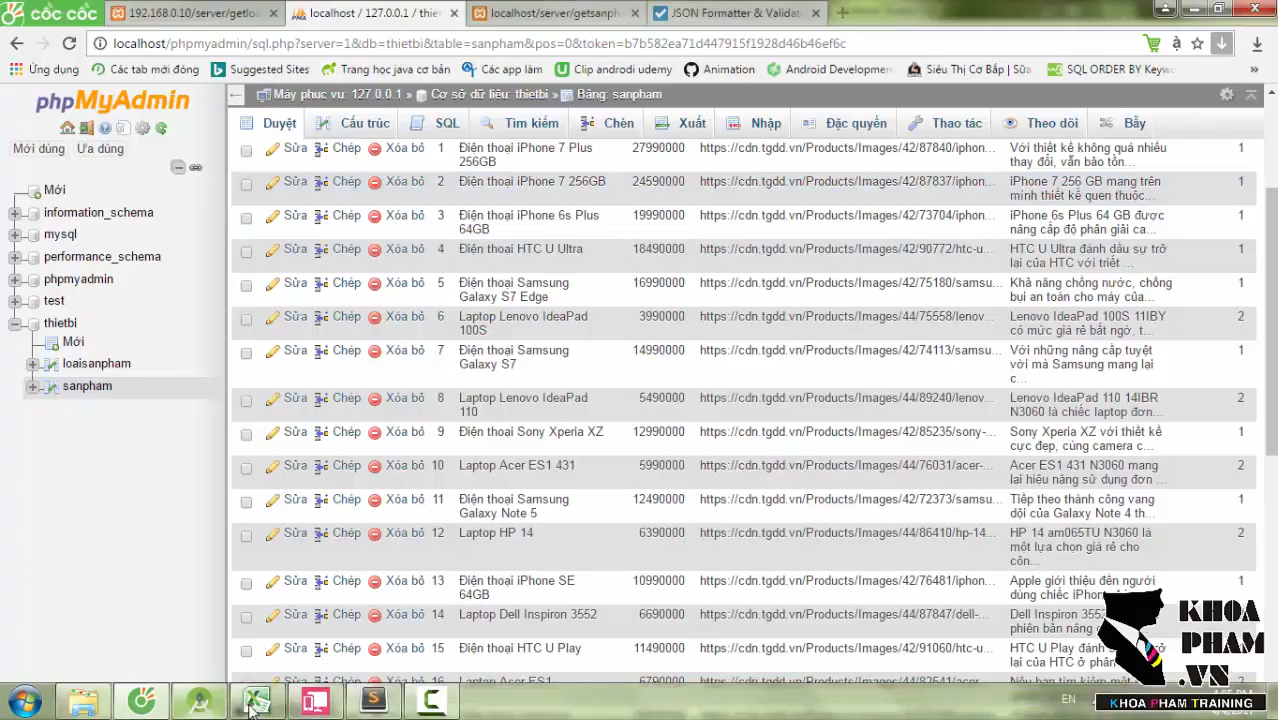 cốc cốc
192.168.0.10/server/getloa
localhost / 127.0.0.1 / thiế
localhost/server/getsanph
JSON Formatter & Validat
localhost/phpmyadmin/sql.php?server=1&db=thietbi&table=sanpham&pos=0&token=b7b582ea71d447915f1928d46b46ef6c
Ứng dụng
Các tab mới đóng
Suggested Sites
Trang học java cơ bản
Các app làm
Clip androdi udemy
Animation
Android Developmen
Siêu Thị Cơ Bắp | Sữa
SQL ORDER BY Keyw
»
phpMyAdmin
Mới dùng
Ưa dùng
Mới
information_schema
mysql
performance_schema
phpmyadmin
test
thietbi
Mới
loaisanpham
sanpham
Máy phục vụ: 127.0.0.1 » Cơ sở dữ liệu: thietbi » Bảng: sanpham
Duyệt
Cấu trúc
SQL
Tìm kiếm
Chèn
Xuất
Nhập
Đặc quyền
Thao tác
Theo dõi
Bẫy
Sửa Chép Xóa bỏ 1 Điện thoại iPhone 7 Plus 27990000 https://cdn.tgdd.vn/Products/Images/42/87840/iphon... Với thiết kế không quá nhiều 1
256GB thay đổi, vẫn bảo tồn...
Sửa Chép Xóa bỏ 2 Điện thoại iPhone 7 256GB 24590000 https://cdn.tgdd.vn/Products/Images/42/87837/iphon... iPhone 7 256 GB mang trên 1
mình thiết kế quen thuộc...
Sửa Chép Xóa bỏ 3 Điện thoại iPhone 6s Plus 19990000 https://cdn.tgdd.vn/Products/Images/42/73704/iphon... iPhone 6s Plus 64 GB được 1
64GB nâng cấp độ phân giải ca...
Sửa Chép Xóa bỏ 4 Điện thoại HTC U Ultra 18490000 https://cdn.tgdd.vn/Products/Images/42/90772/htc-u... HTC U Ultra đánh dấu sự trở 1
lại của HTC với triết ...
Sửa Chép Xóa bỏ 5 Điện thoại Samsung 16990000 https://cdn.tgdd.vn/Products/Images/42/75180/samsu... Khả năng chống nước, chống 1
Galaxy S7 Edge bụi an toàn cho máy của...
Sửa Chép Xóa bỏ 6 Laptop Lenovo IdeaPad 3990000 https://cdn.tgdd.vn/Products/Images/44/75558/lenov... Lenovo IdeaPad 100S 11IBY 2
100S có mức giá rẻ bất ngờ, t...
Sửa Chép Xóa bỏ 7 Điện thoại Samsung 14990000 https://cdn.tgdd.vn/Products/Images/42/74113/samsu... Với những nâng cấp tuyệt 1
Galaxy S7 vời mà Samsung mang lại
c...
Sửa Chép Xóa bỏ 8 Laptop Lenovo IdeaPad 5490000 https://cdn.tgdd.vn/Products/Images/44/89240/lenov... Lenovo IdeaPad 110 14IBR 2
110 N3060 là chiếc laptop đơn...
Sửa Chép Xóa bỏ 9 Điện thoại Sony Xperia XZ 12990000 https://cdn.tgdd.vn/Products/Images/42/85235/sony-... Sony Xperia XZ với thiết kế 1
cực đẹp, cùng camera c...
Sửa Chép Xóa bỏ 10 Laptop Acer ES1 431 5990000 https://cdn.tgdd.vn/Products/Images/44/76031/acer-... Acer ES1 431 N3060 mang 2
lại hiệu năng sử dụng đơn ...
Sửa Chép Xóa bỏ 11 Điện thoại Samsung 12490000 https://cdn.tgdd.vn/Products/Images/42/72373/samsu... Tiếp theo thành công vang 1
Galaxy Note 5 dội của Galaxy Note 4 th...
Sửa Chép Xóa bỏ 12 Laptop HP 14 6390000 https://cdn.tgdd.vn/Products/Images/44/86410/hp-14... HP 14 am065TU N3060 là 2
một lựa chọn giá rẻ cho
côn...
Sửa Chép Xóa bỏ 13 Điện thoại iPhone SE 10990000 https://cdn.tgdd.vn/Products/Images/42/76481/iphon... Apple giới thiệu đến người 1
64GB dùng chiếc iPho
Sửa Chép Xóa bỏ 14 Laptop Dell Inspiron 3552 6690000 https://cdn.tgdd.vn/Products/Images/44/87847/dell-... Dell Inspiron 3552
phiên bản nâng
Sửa Chép Xóa bỏ 15 Điện thoại HTC U Play 11490000 https://cdn.tgdd.vn/Products/Images/42/91060/htc-u... HTC U Play đánh
lại của HTC ở phân
KHOA
PHAM
.VN
EN
KHOA PHAM TRAINING